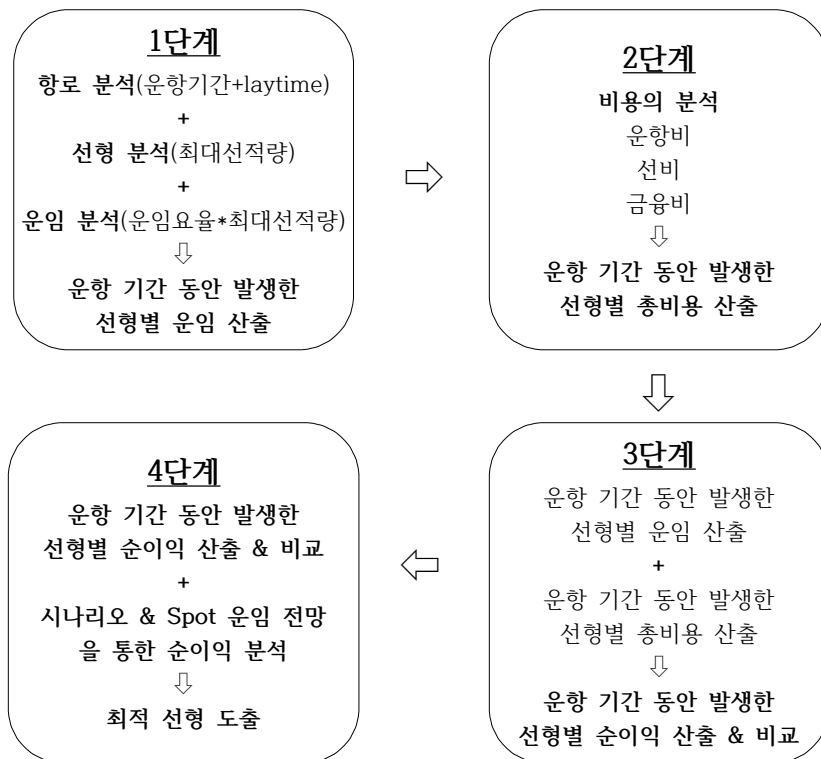 1단계
항로 분석(운항기간+laytime)
+
선형 분석(최대선적량)
+
운임 분석(운임요율*최대선적량)
⇩
운항 기간 동안 발생한
선형별 운임 산출
⇨
2단계
비용의 분석
운항비
선비
금융비
⇩
운항 기간 동안 발생한
선형별 총비용 산출
⇩
3단계
운항 기간 동안 발생한
선형별 운임 산출
+
운항 기간 동안 발생한
선형별 총비용 산출
⇩
운항 기간 동안 발생한
선형별 순이익 산출 & 비교
⇦
4단계
운항 기간 동안 발생한
선형별 순이익 산출 & 비교
+
시나리오 & Spot 운임 전망
을 통한 순이익 분석
⇩
최적 선형 도출